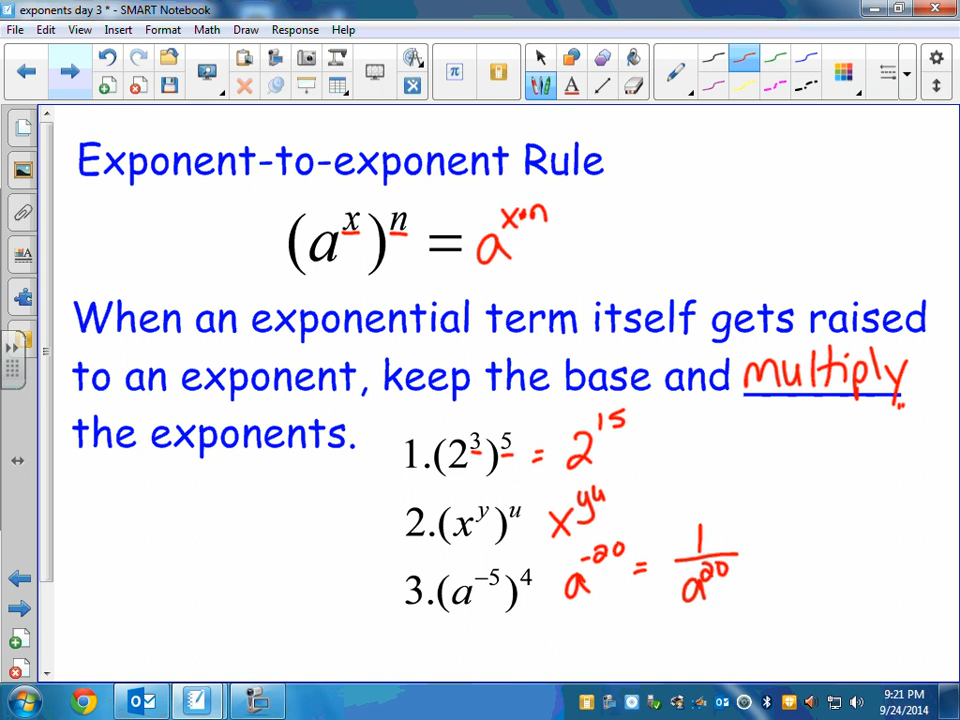 exponents day 3 * - SMART Notebook
File Edit View Insert Format Math Draw Response Help
Exponent-to-exponent Rule
(a^x)^n = a^{x•n}
When an exponential term itself gets raised
to an exponent, keep the base and multiply
the exponents.
1.(2^3)^5 = 2^{15}
2.(x^y)^u x^{yu}
3.(a^{-5})^4 a^{-20} = \frac{1}{a^{20}}
9:21 PM
9/24/2014